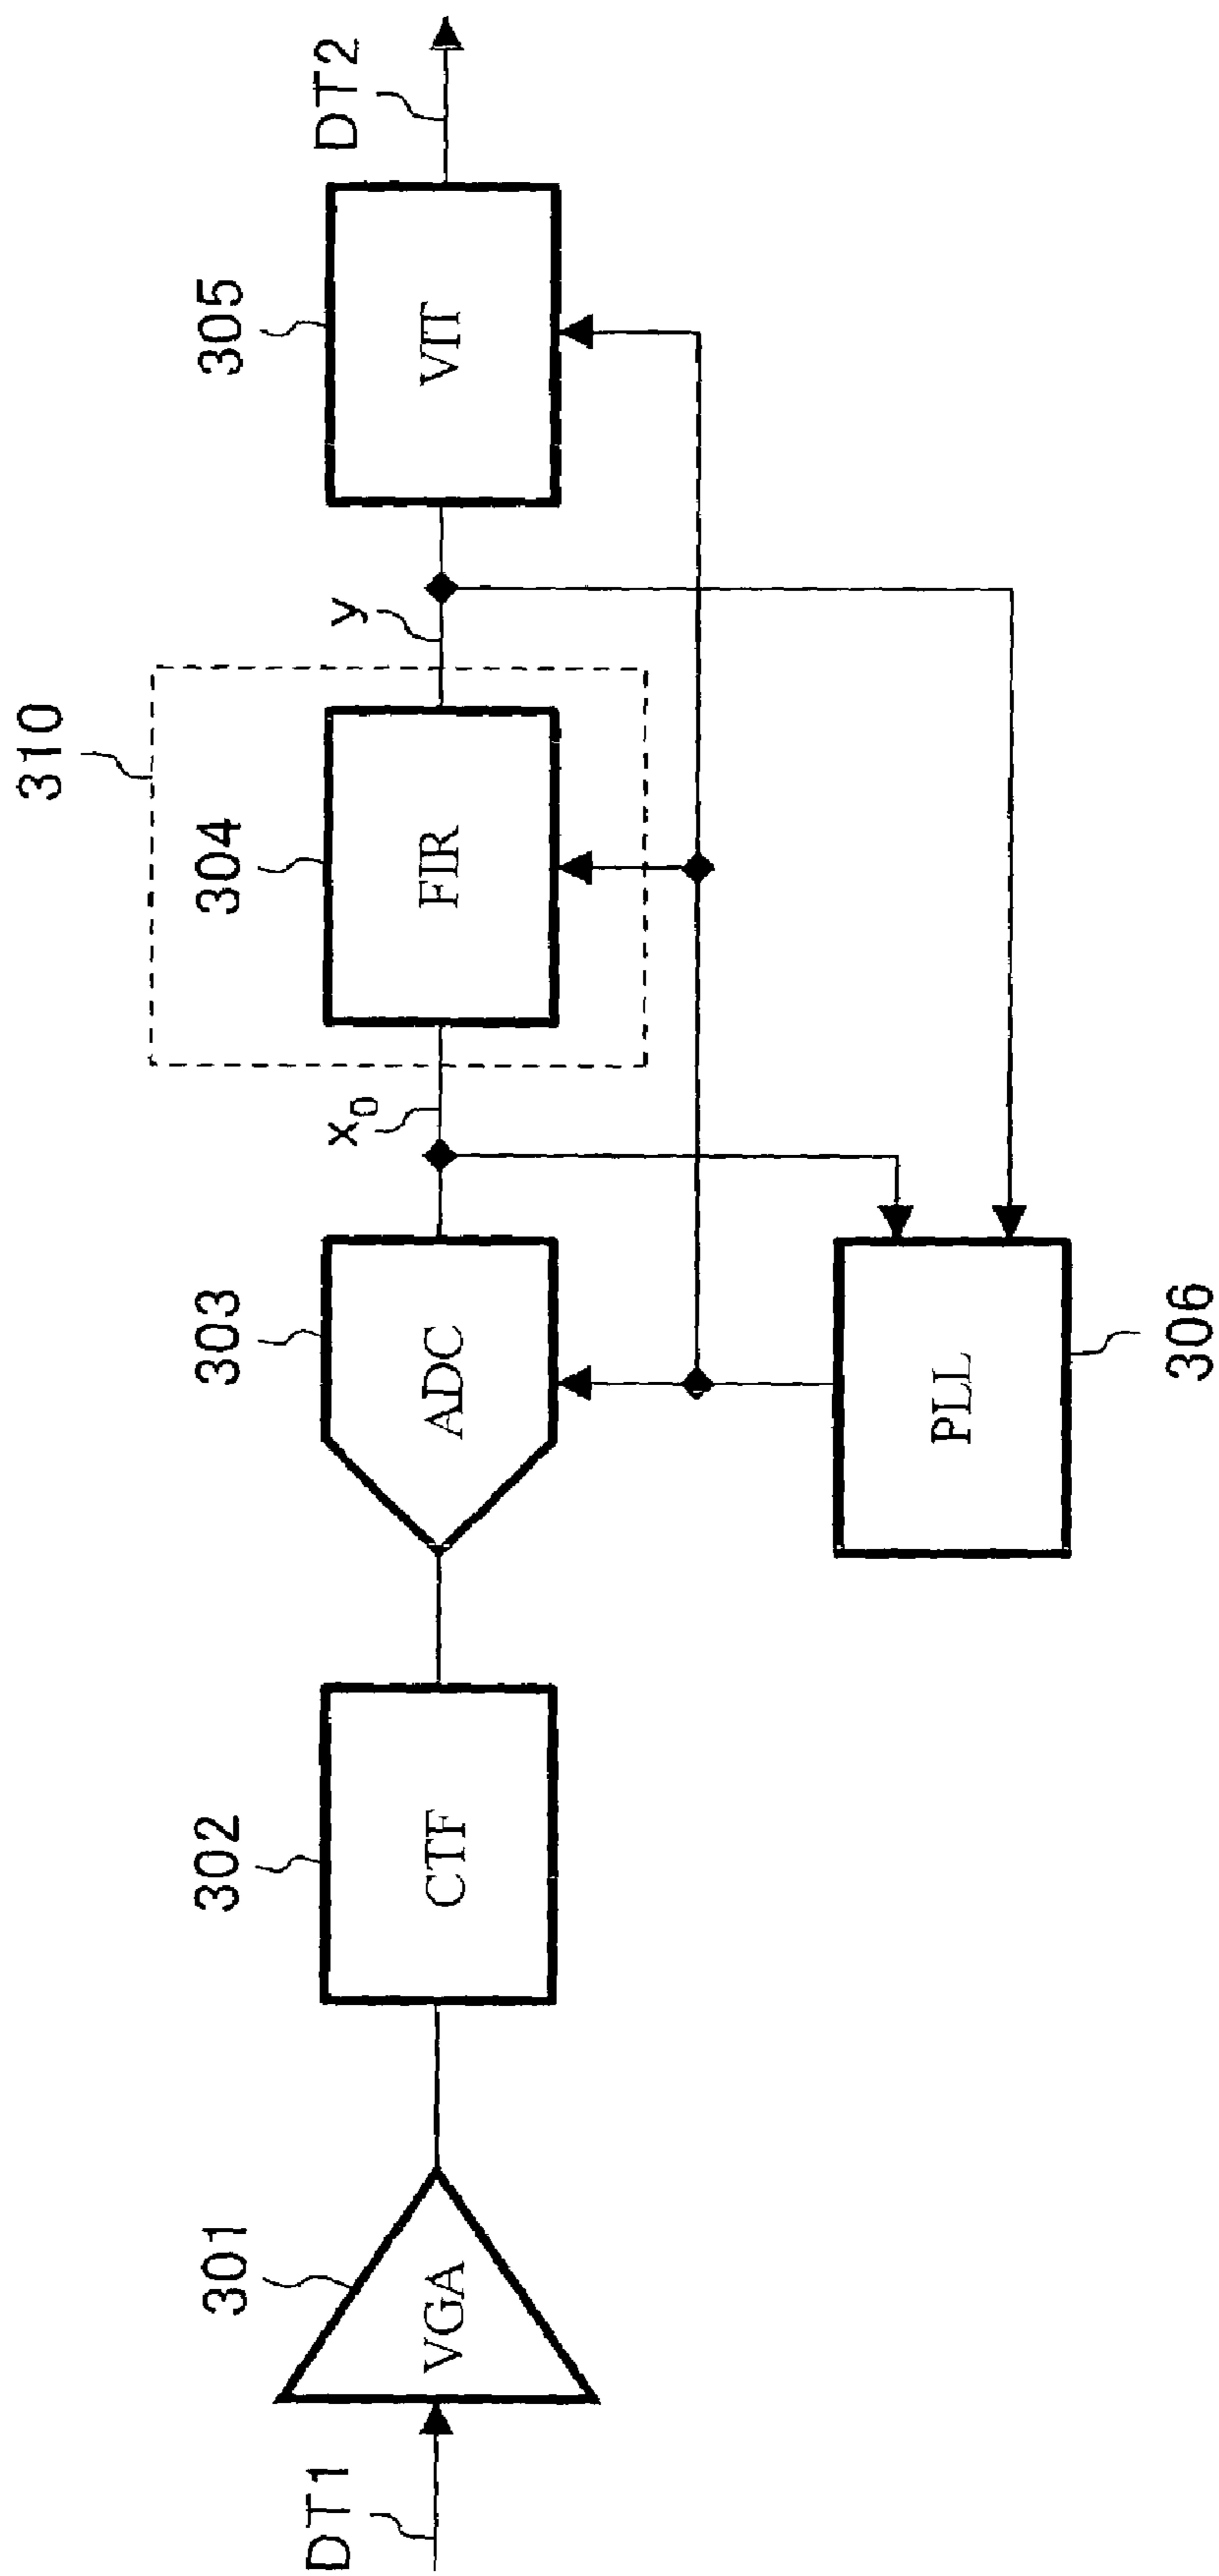 310
301
302
303
304
305
DT1
VGA
CTF
ADC
x0
FIR
y
VIT
DT2
PLL
306